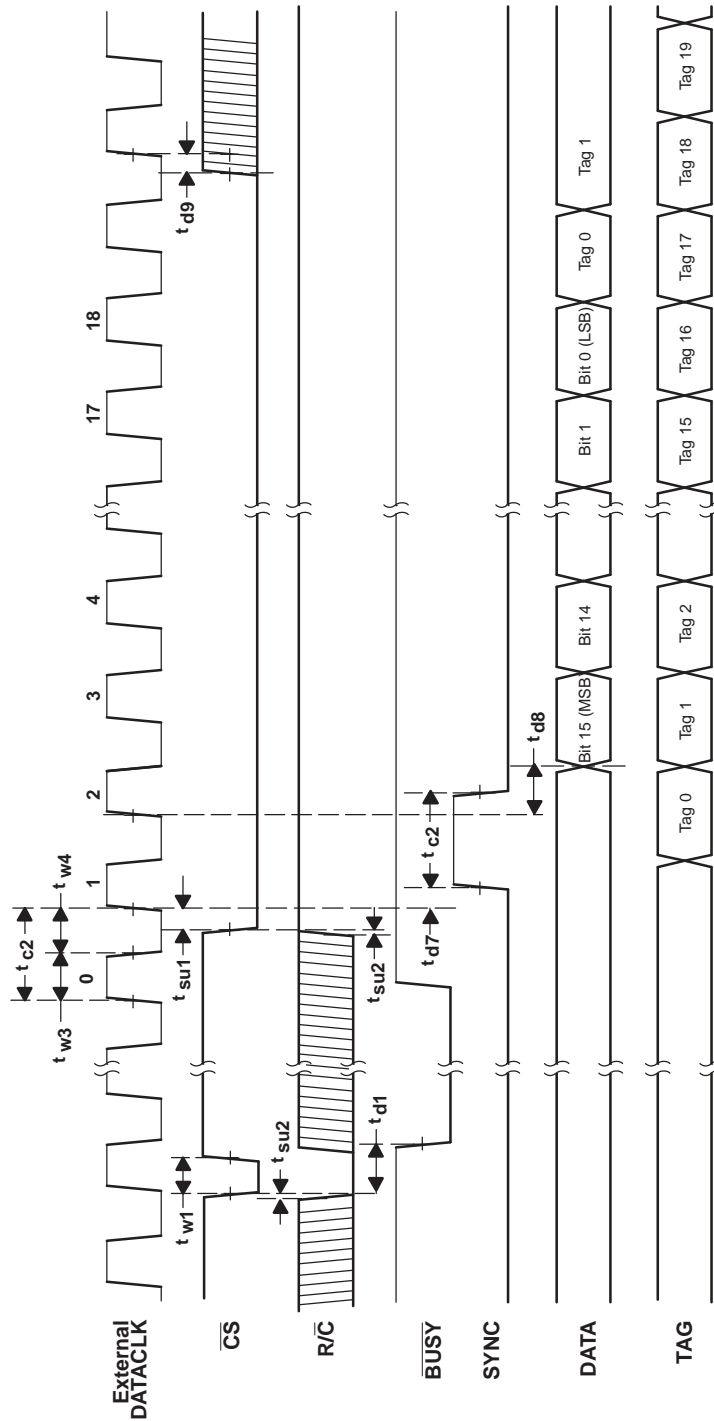 External
DATACLK
0
1
2
3
4
17
18
t w3
t c2
t w4
CS
t w1
t su1
t d9
R/C
t su2
t su2
BUSY
t d1
t d7
SYNC
t c2
t d8
DATA
Bit 15 (MSB)
Bit 14
Bit 1
Bit 0 (LSB)
Tag 0
Tag 1
TAG
Tag 0
Tag 1
Tag 2
Tag 15
Tag 16
Tag 17
Tag 18
Tag 19